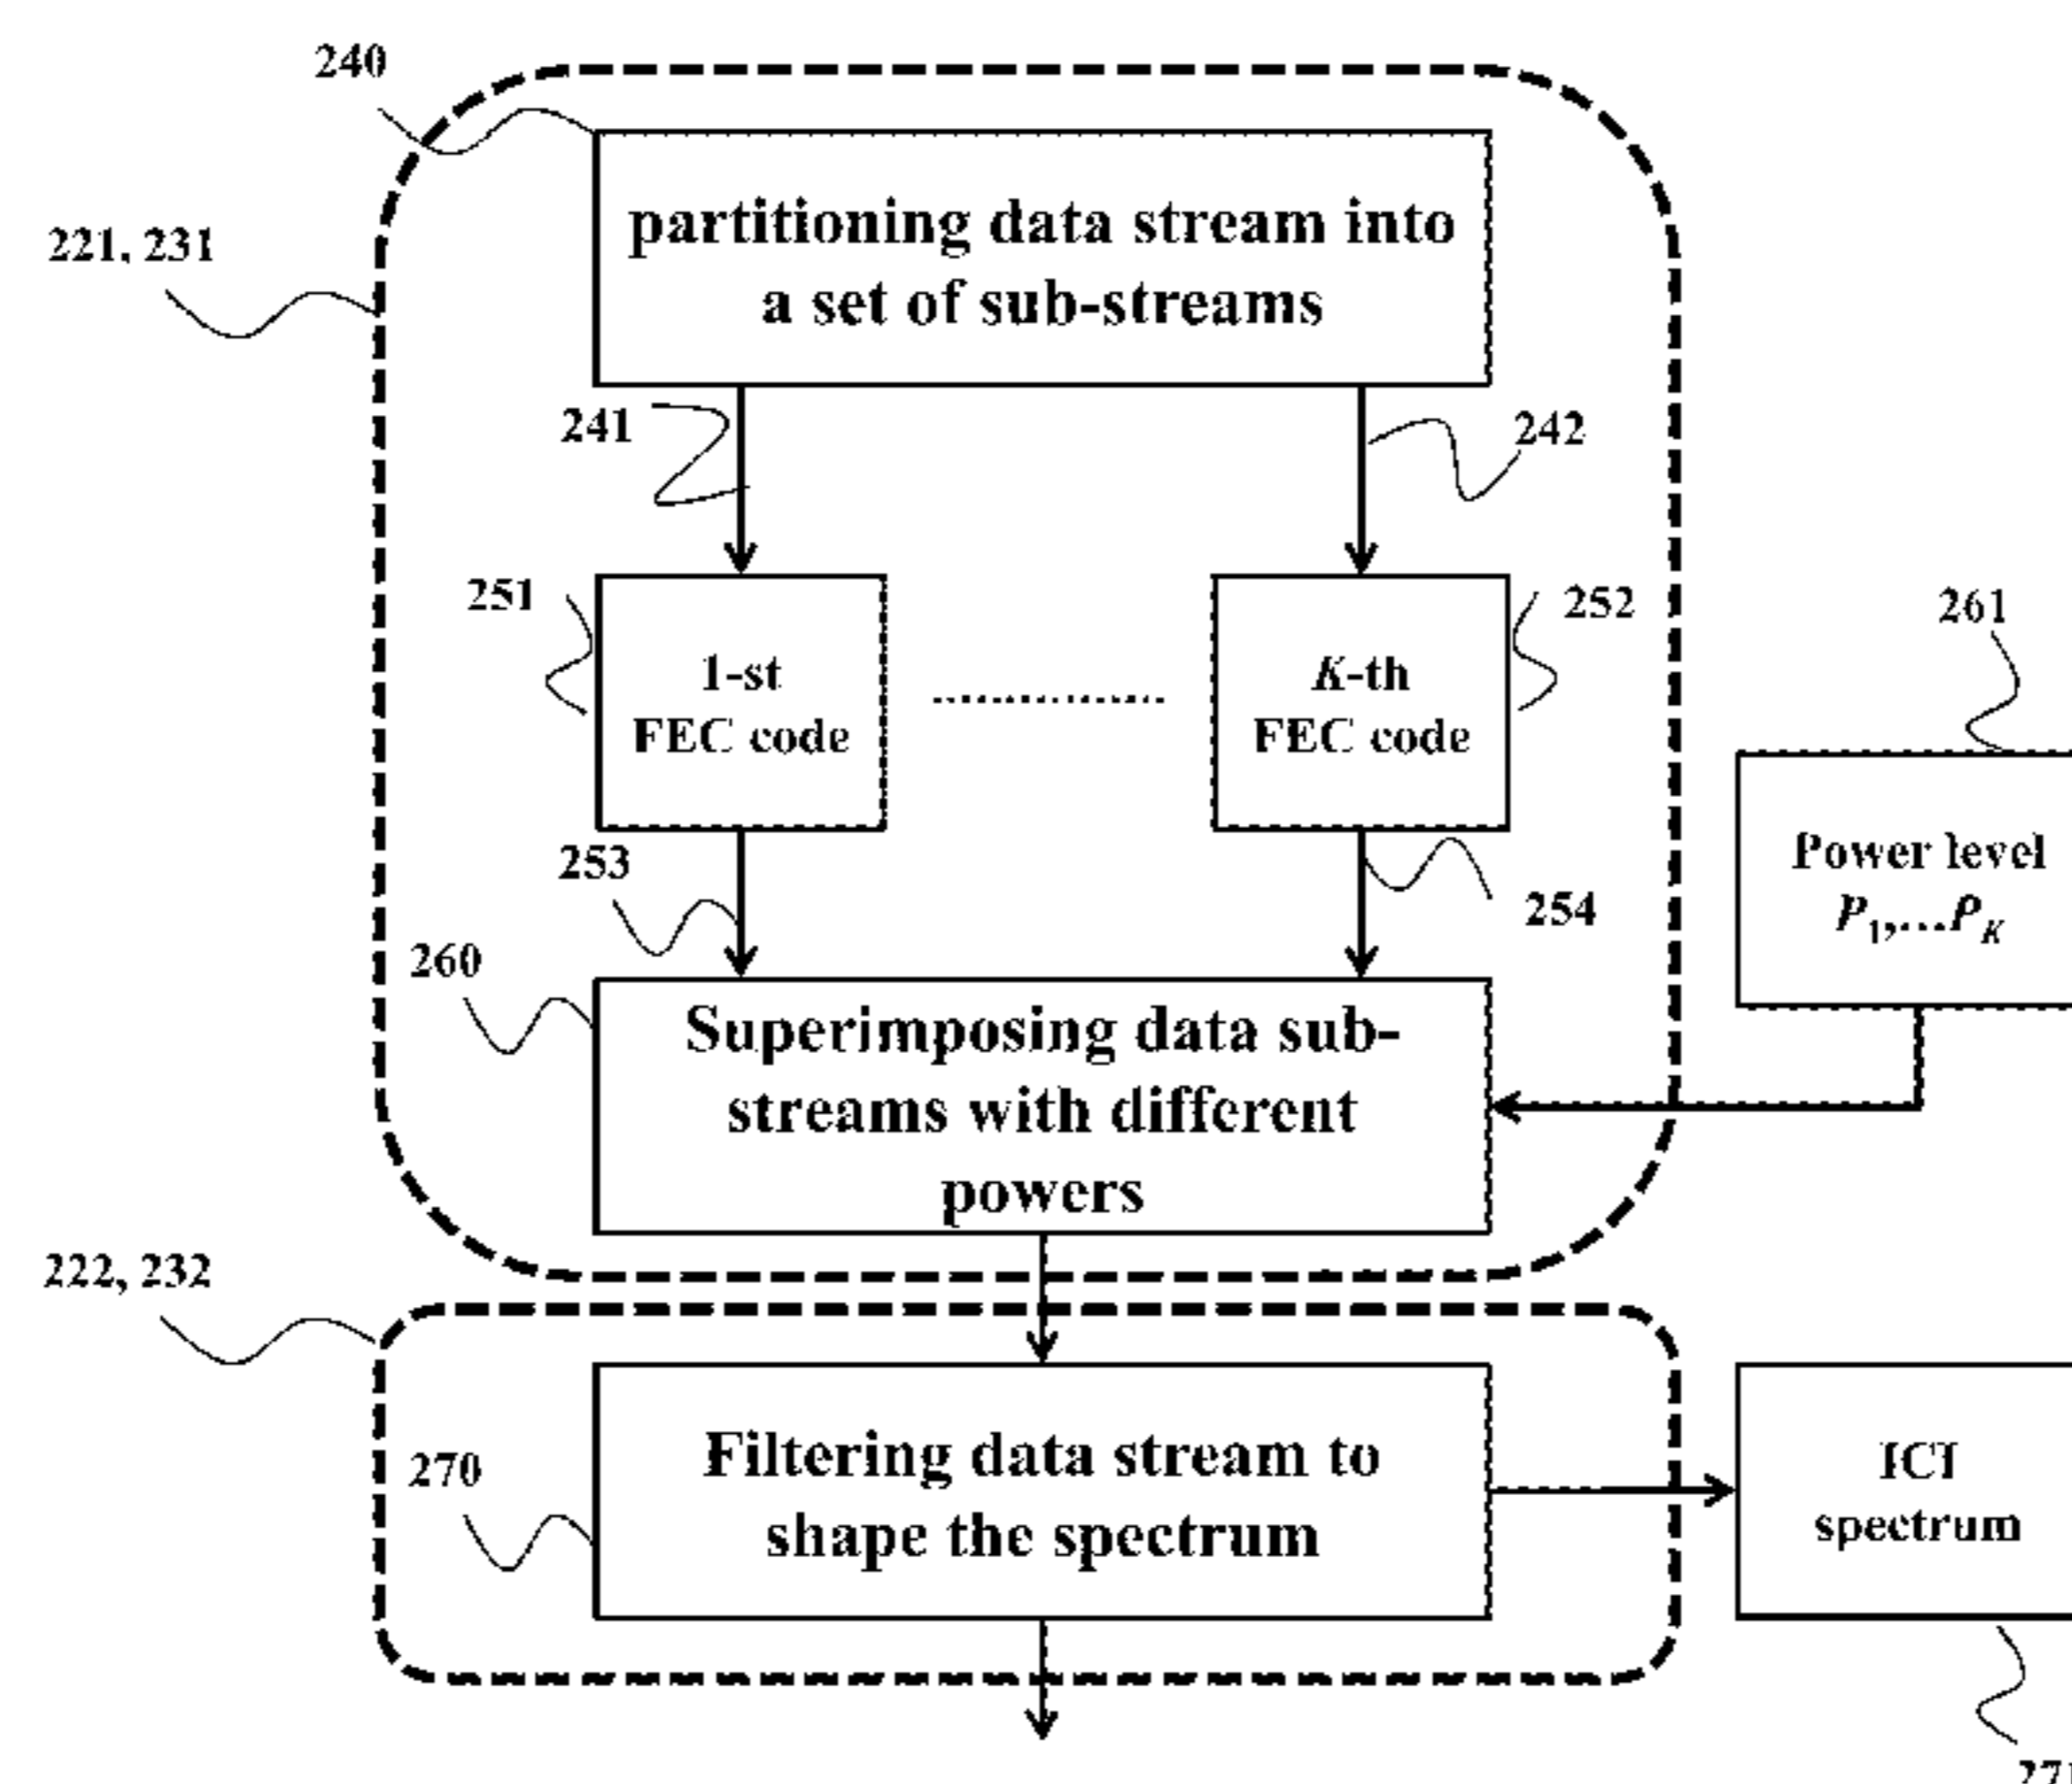 240
partitioning data stream into
a set of sub-streams
221, 231
241
242
251
1-st
FEC code
K-th
FEC code
252
261
Power level
P1,...PK
253
254
260
Superimposing data sub-
streams with different
powers
222, 232
270
Filtering data stream to
shape the spectrum
ICI
spectrum